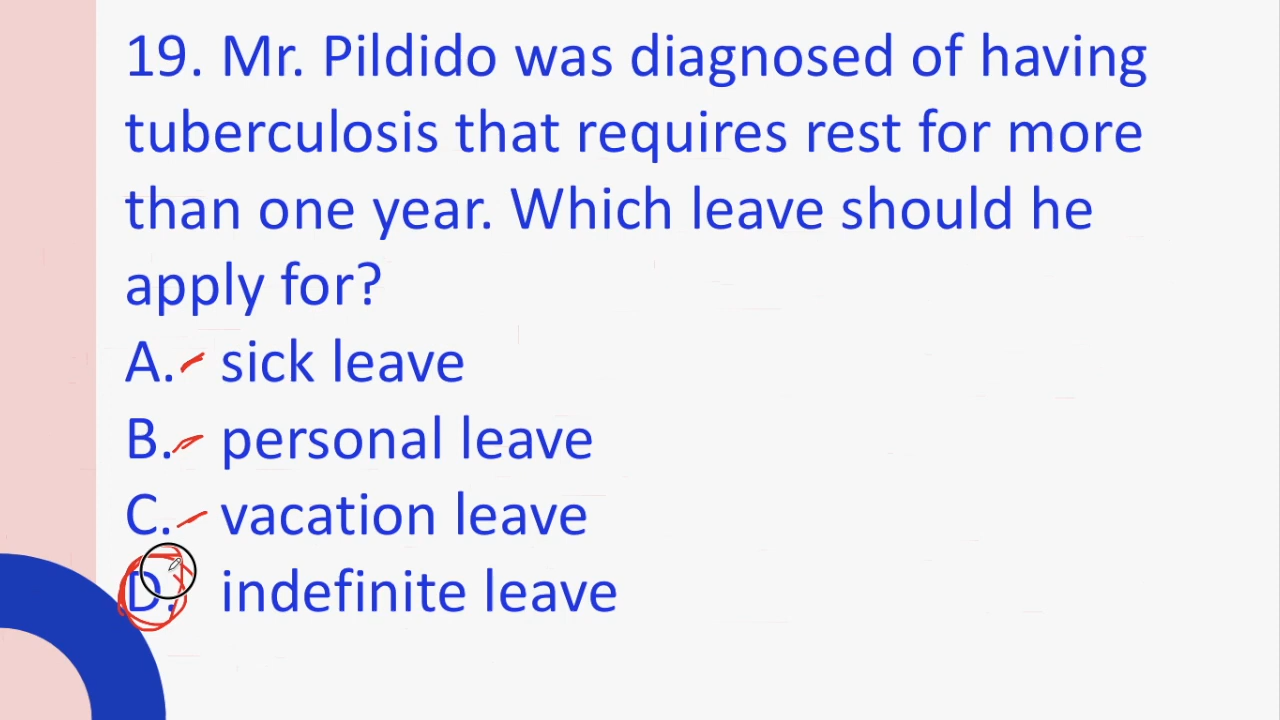 19. Mr. Pildido was diagnosed of having
tuberculosis that requires rest for more
than one year. Which leave should he
apply for?
A. sick leave
B. personal leave
C. vacation leave
D. indefinite leave